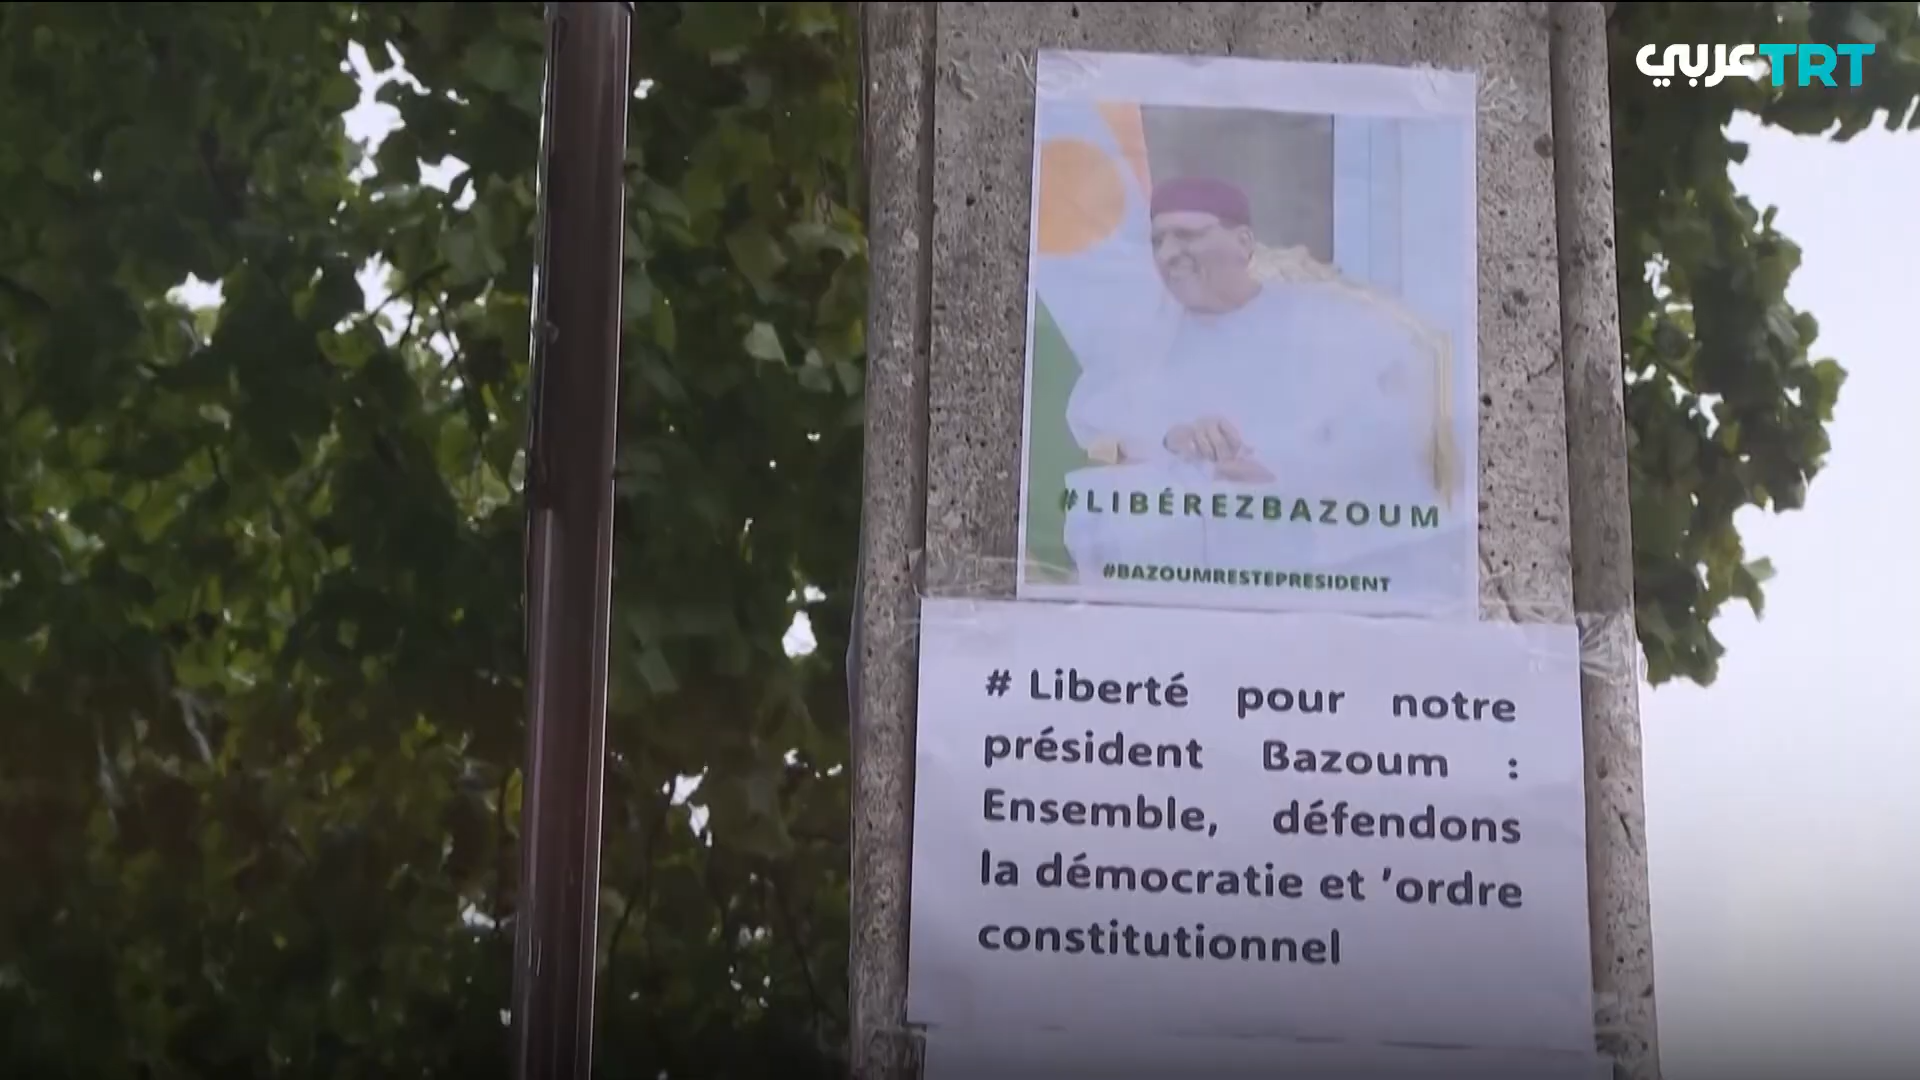 عربي TRT
#LIBÉREZBAZOUM
#BAZOUMRESTEPRESIDENT
# Liberté pour notre
président Bazoum :
Ensemble, défendons
la démocratie et ’ordre
constitutionnel